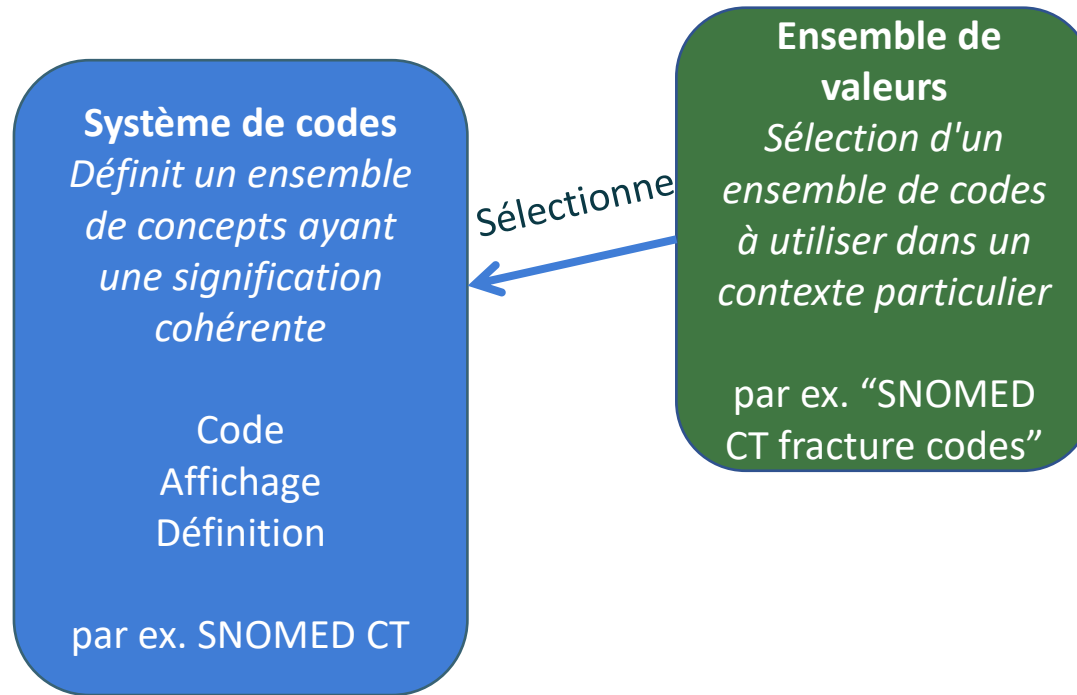 Système de codes
Définit un ensemble
de concepts ayant
une signification
cohérente
Code
Affichage
Définition
par ex. SNOMED CT
Sélectionne
Ensemble de
valeurs
Sélection d'un
ensemble de codes
à utiliser dans un
contexte particulier
par ex. “SNOMED
CT fracture codes”